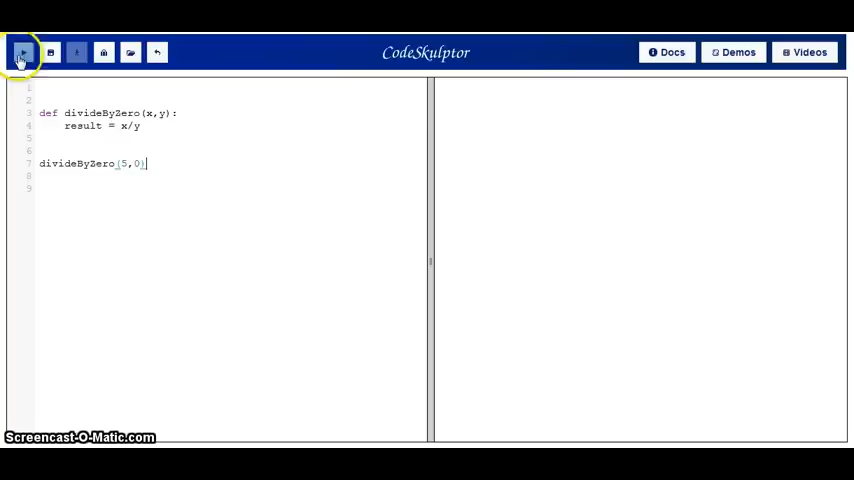 CodeSkulptor
Docs
Demos
Videos
1
2
3 def divideByZero(x,y):
4     result = x/y
5
6
7 divideByZero(5,0)
8
9
Screencast-O-Matic.com